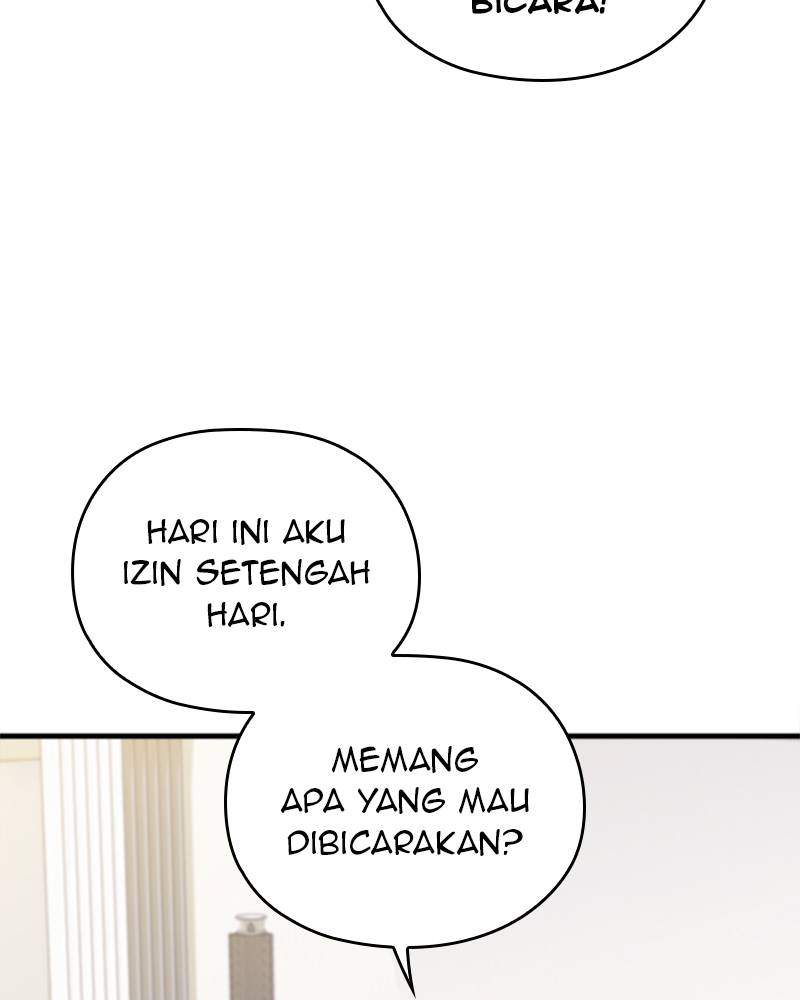 BICARA!
HARI INI AKU
IZIN SETENGAH
HARI.
MEMANG
APA YANG MAU
DIBICARAKAN?